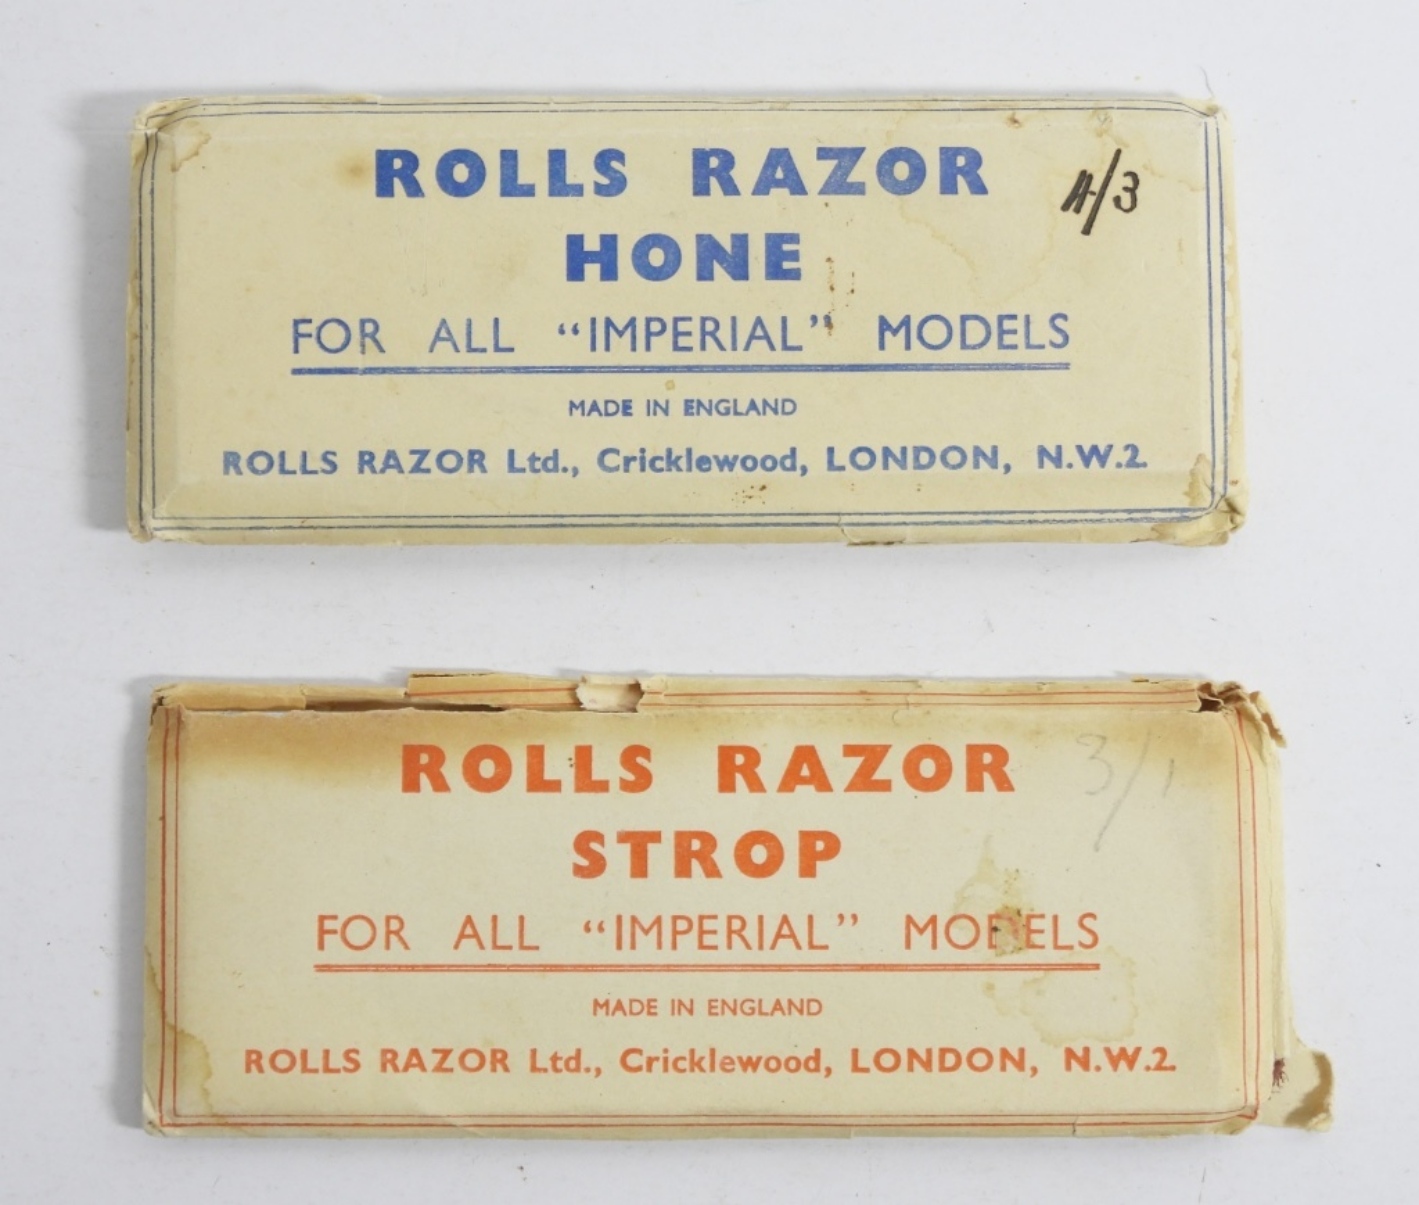 ROLLS RAZOR
HONE
FOR ALL “IMPERIAL” MODELS
MADE IN ENGLAND
ROLLS RAZOR Ltd., Cricklewood, LONDON, N.W.2.
ROLLS RAZOR
STROP
FOR ALL “IMPERIAL” MODELS
MADE IN ENGLAND
ROLLS RAZOR Ltd., Cricklewood, LONDON, N.W.2.
3/1